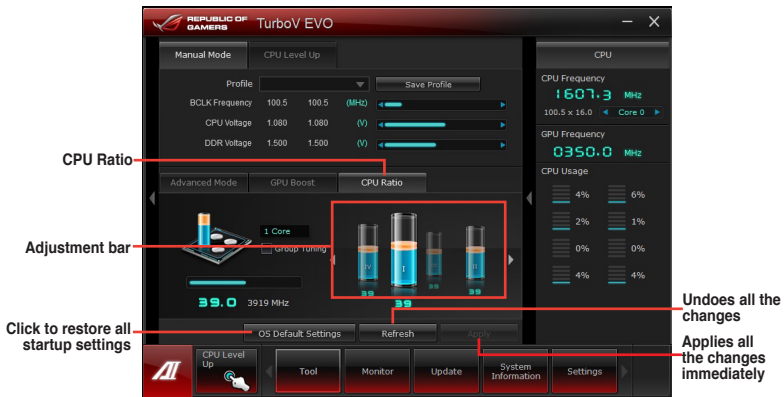 REPUBLIC OF
GAMERS
TurboV EVO
Manual Mode
CPU Level Up
CPU
Profile
Save Profile
CPU Frequency
1607.3 MHz
BCLK Frequency 100.5 100.5 (MHz)
100.5 x 16.0 Core 0
CPU Voltage 1.080 1.080 (V)
GPU Frequency
DDR Voltage 1.500 1.500 (V)
0350.0 MHz
CPU Ratio
CPU Usage
Advanced Mode
GPU Boost
CPU Ratio
4% 6%
2% 1%
1 Core
Adjustment bar
Group Tuning
0% 0%
IV I III II
4% 4%
39 39 39 39
39.0 3919 MHz
Undoes all the
changes
Click to restore all
startup settings
OS Default Settings
Refresh
Apply
Applies all
the changes
immediately
CPU Level
Up
Tool
Monitor
Update
System
Information
Settings